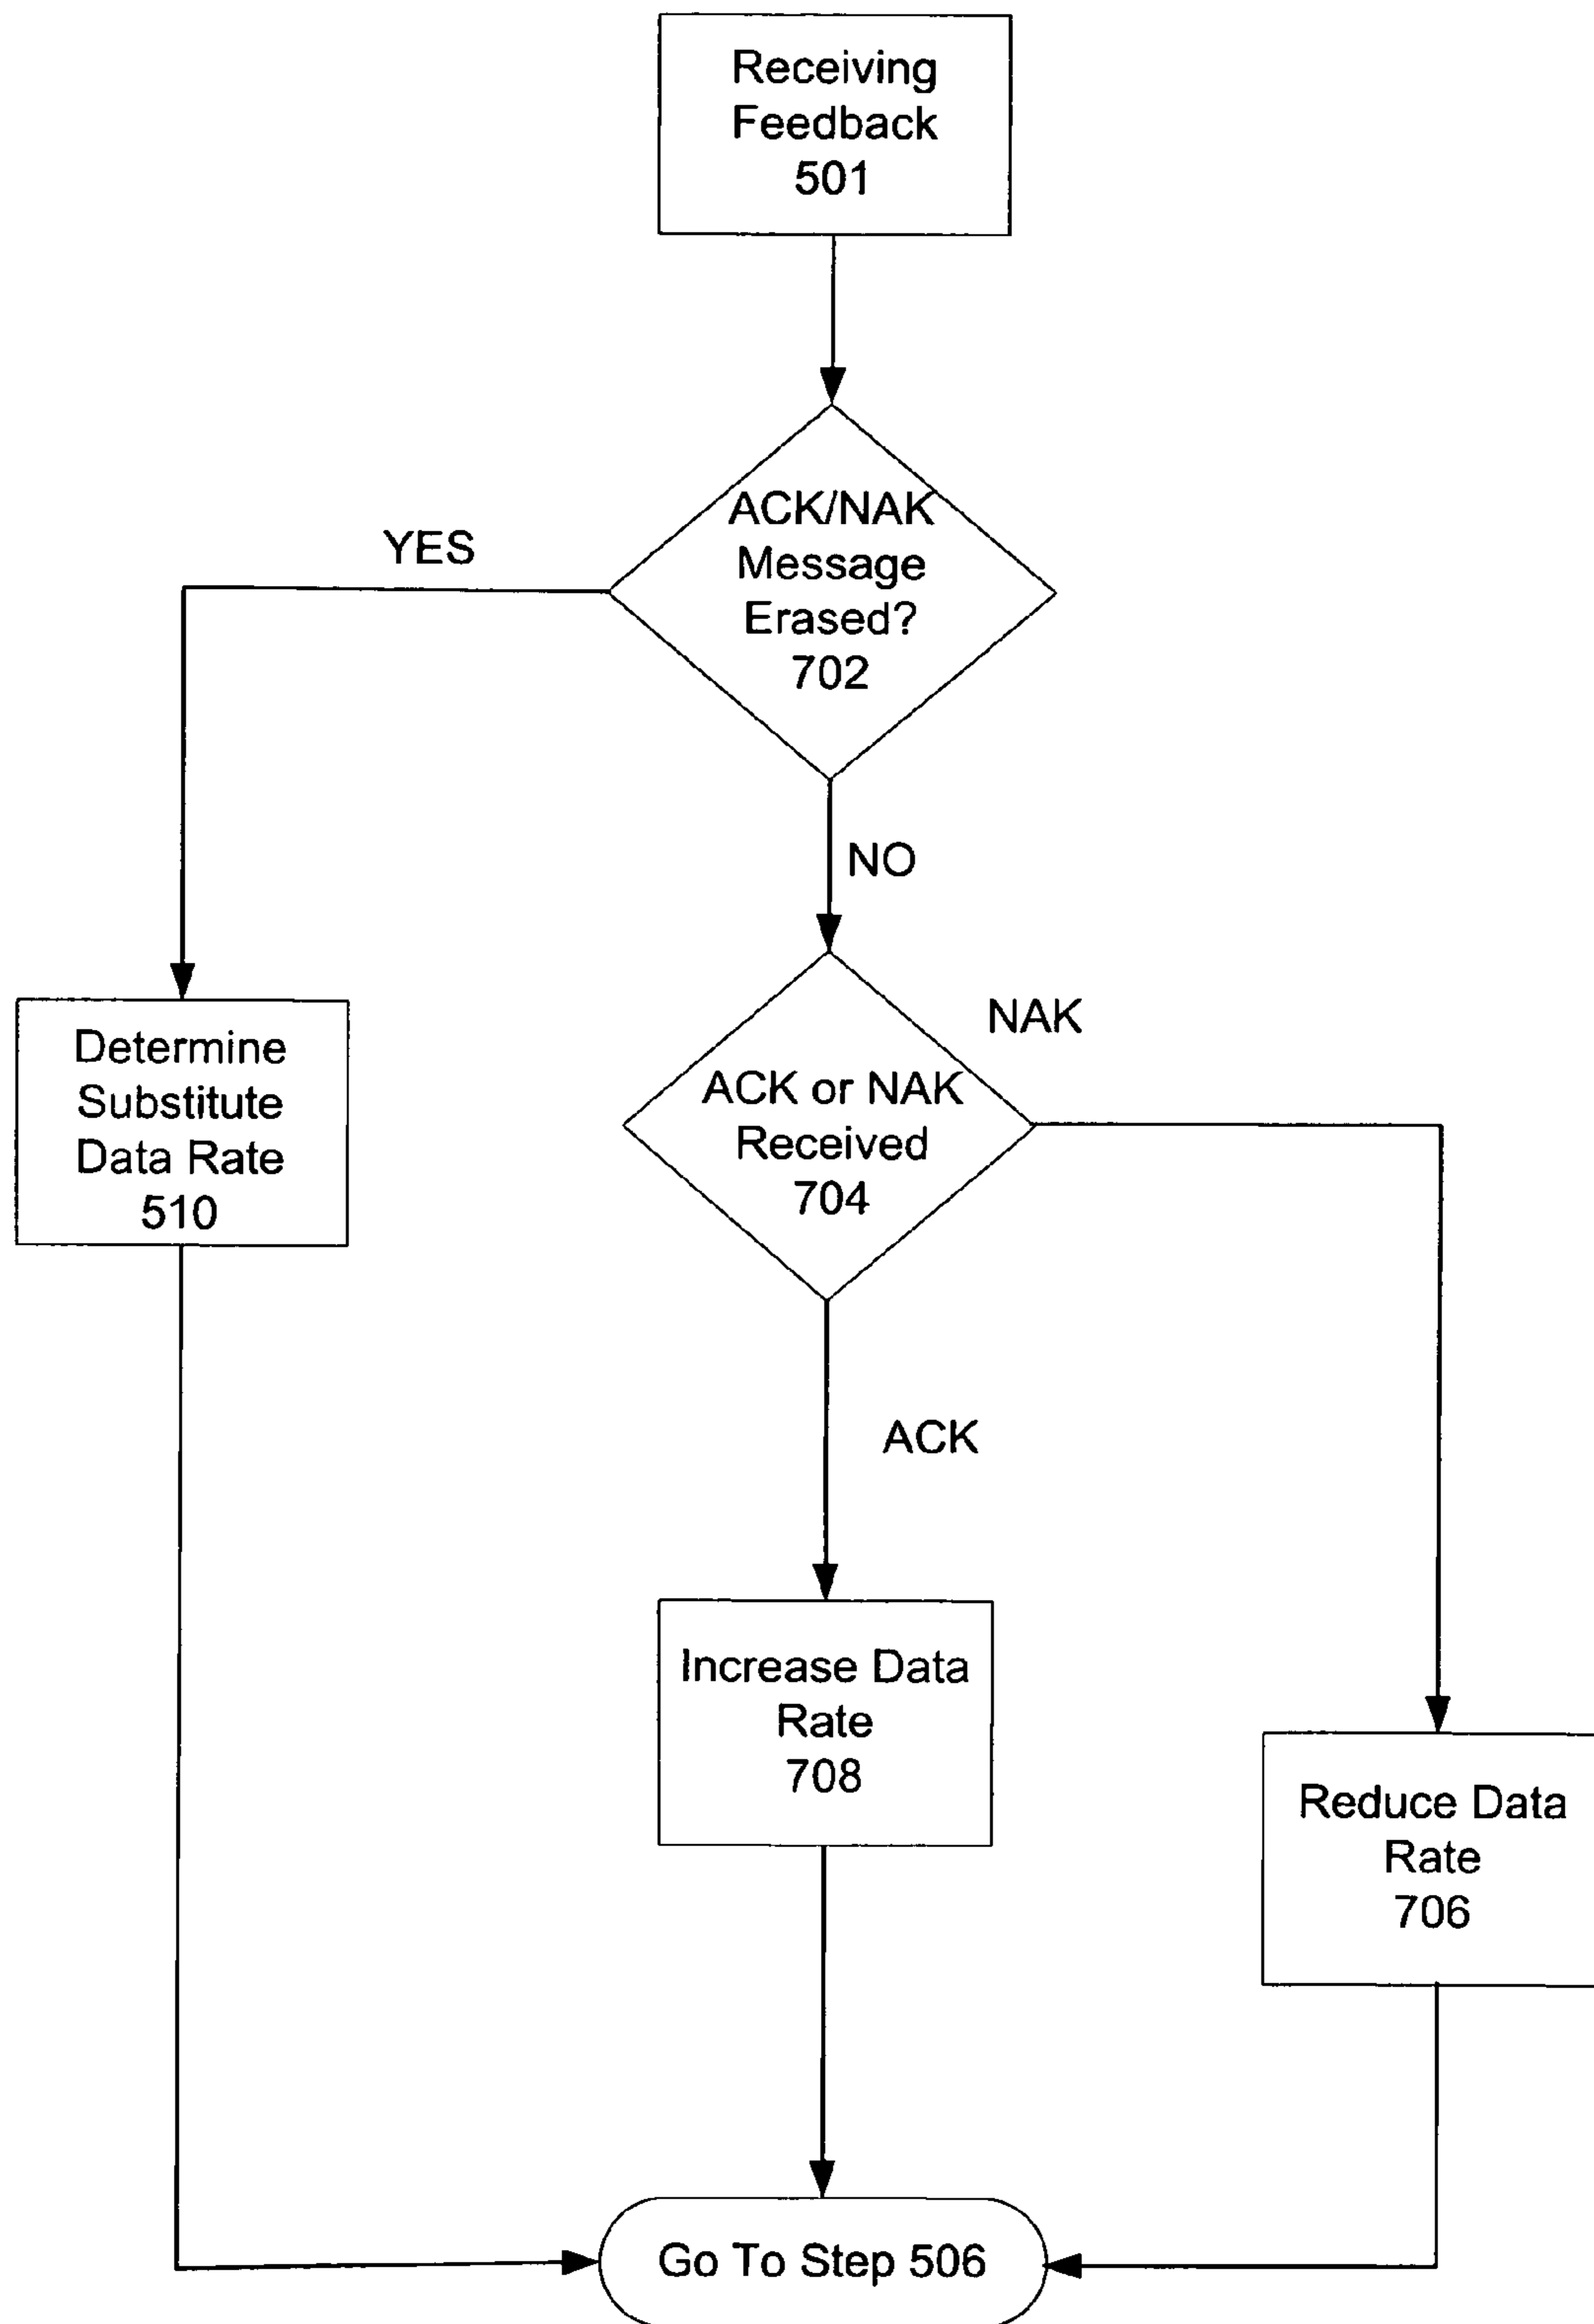 Receiving
Feedback
501
ACK/NAK
Message
Erased?
702
YES
NO
Determine
Substitute
Data Rate
510
NAK
ACK or NAK
Received
704
ACK
Increase Data
Rate
708
Reduce Data
Rate
706
Go To Step 506